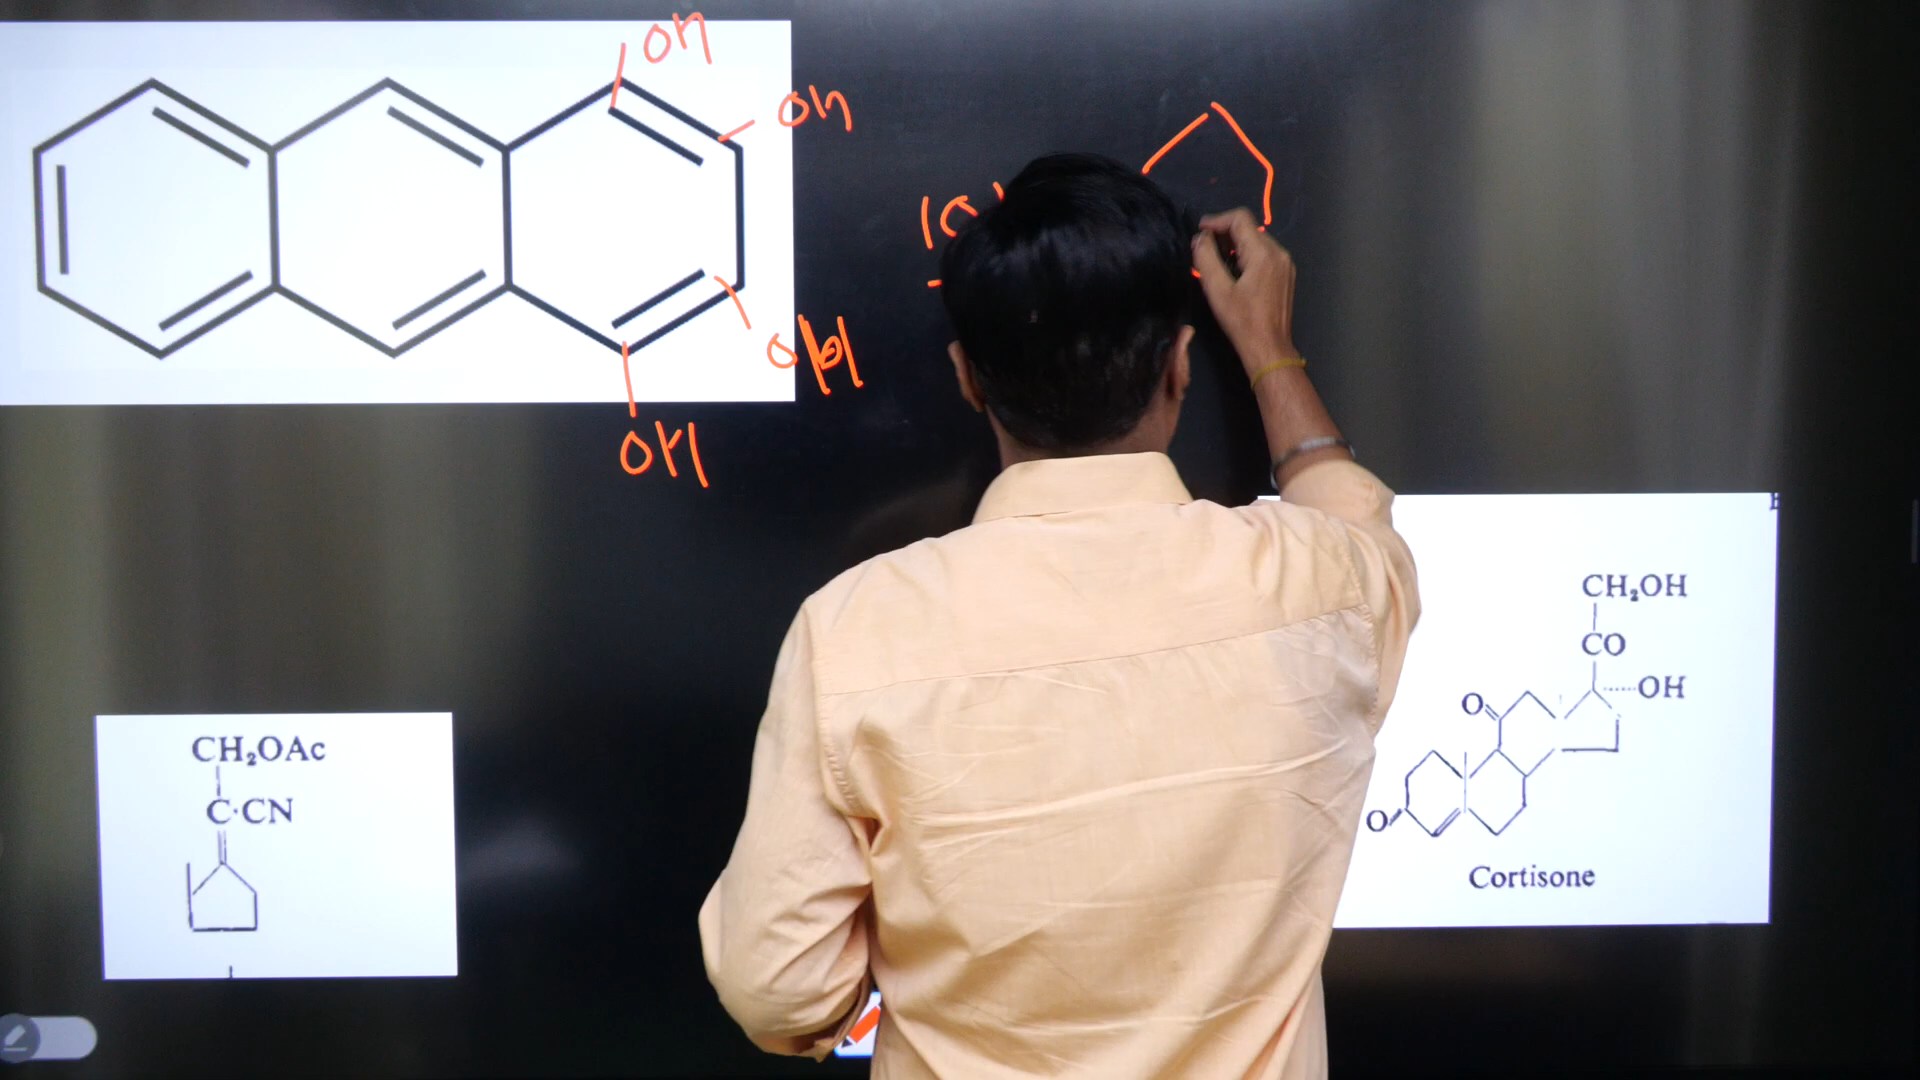 OH
OH
OH
OH
CH₂OAc
C·CN
CH₂OH
CO
OH
O
O
Cortisone